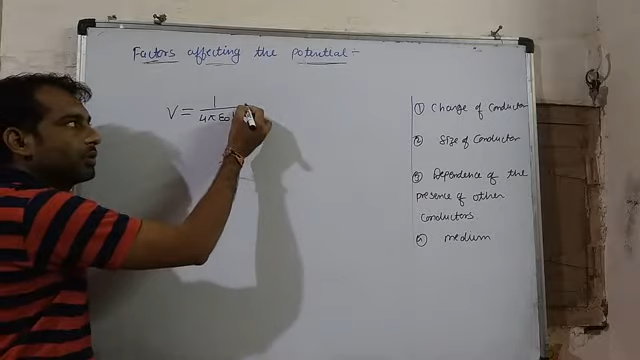 Factors affecting the potential :-
V = 1
4πε0
① Charge of Conductor
② Size of Conductor
③ Dependence of the
presence of other
Conductors
④ medium